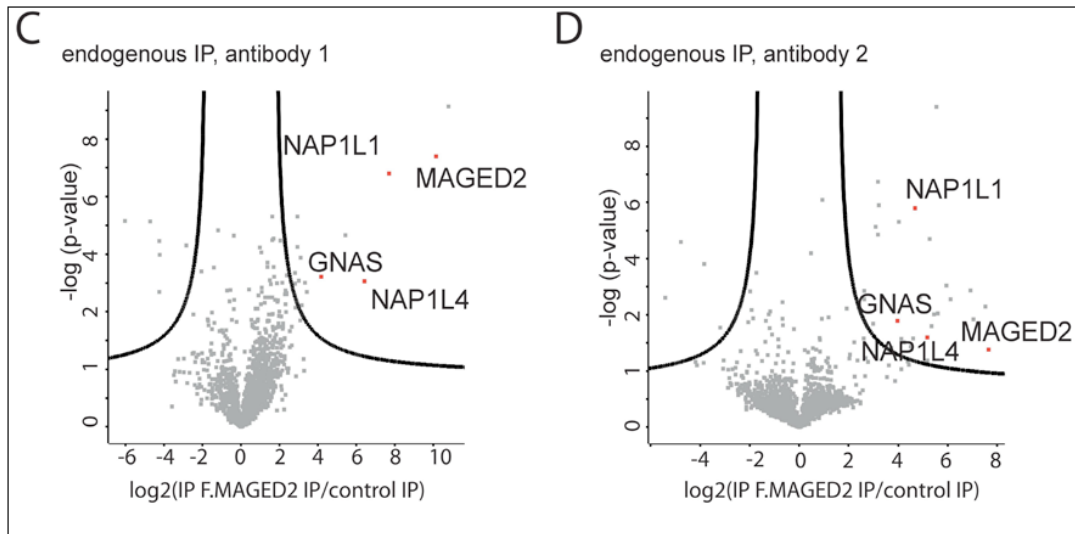 C
endogenous IP, antibody 1
NAP1L1
MAGED2
GNAS
NAP1L4
-log (p-value)
8
6
4
2
1
0
-6 -4 -2 0 2 4 6 8 10
log2(IP F.MAGED2 IP/control IP)
D
endogenous IP, antibody 2
NAP1L1
GNAS
MAGED2
NAP1L4
-log (p-value)
8
6
4
2
1
0
-4 -2 0 2 4 6 8
log2(IP F.MAGED2 IP/control IP)